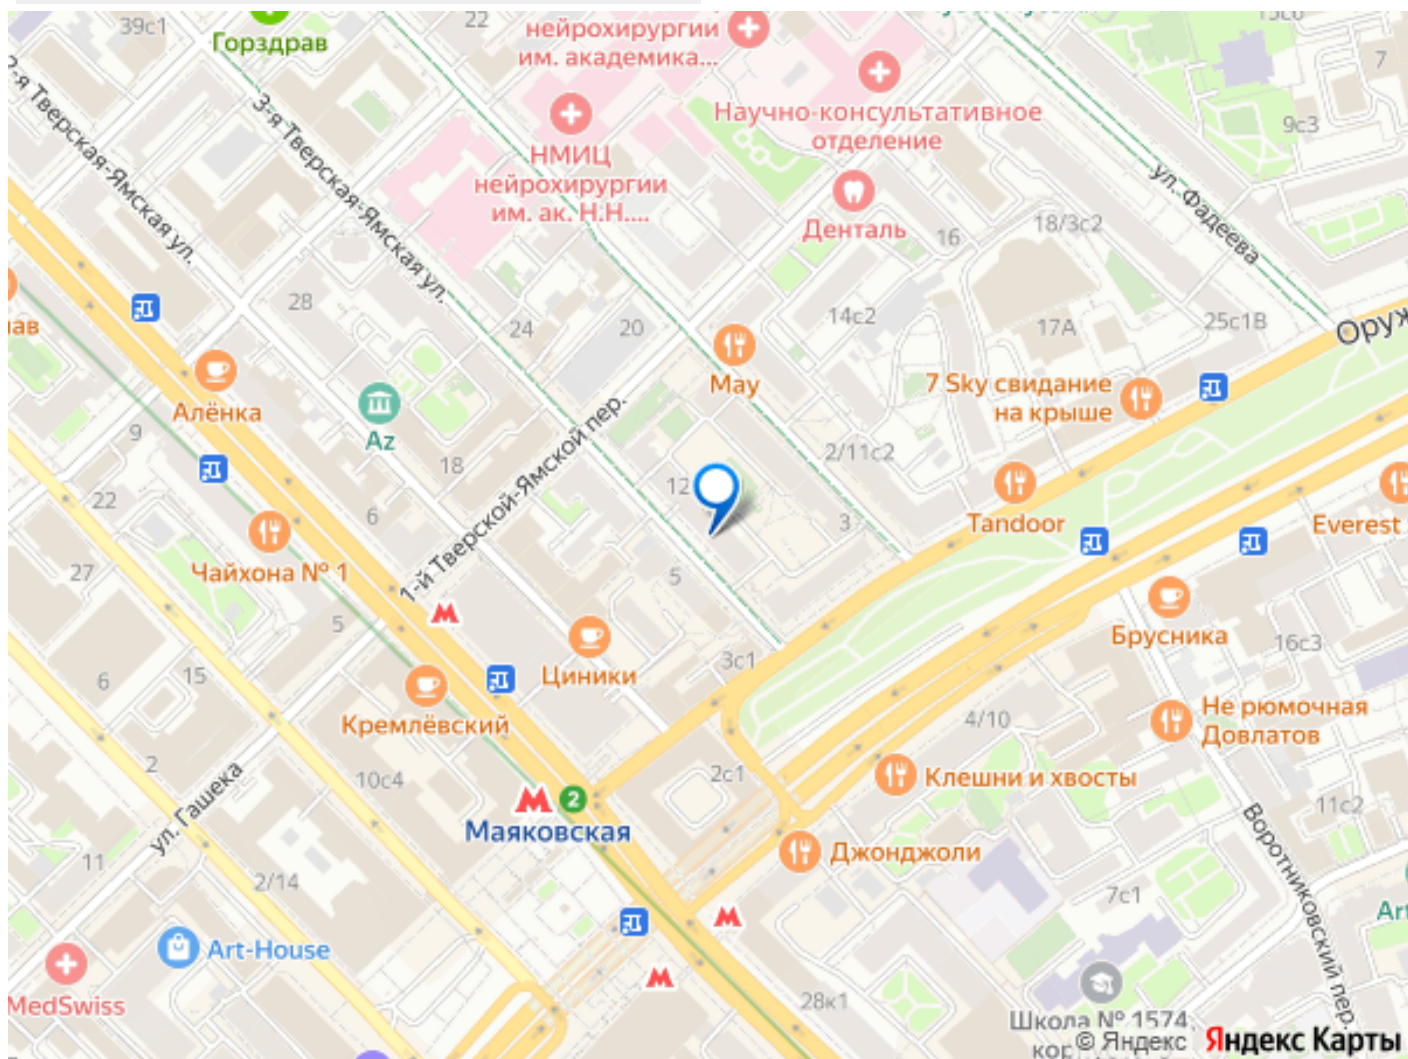 39с1
Горздрав
22
нейрохирургии
им. академика...
Научно-консультативное
отделение
7
9с3
2-я Тверская-Ямская ул.
3-я Тверская-Ямская ул.
НМИЦ
нейрохирургии
им. ак. Н.Н....
Денталь
16
18/3с2
ул. Фадеева
28
24
20
14с2
17А
25с1В
Оруж
ав
Алёнка
Az
May
7 Sky свидание
на крыше
9
18
1-й Тверской-Ямской пер.
2/11с2
22
6
12
3
Tandoor
Everest
Чайхона № 1
27
5
5
Брусника
16с3
6
15
Циники
3с1
Кремлёвский
4/10
Не рюмочная
Довлатов
2
10с4
2с1
Клешни и хвосты
ул. Гашека
2
Маяковская
11с2
Воротниковский пер.
11
2/14
Джонджоли
7с1
Art
Art-House
MedSwiss
28к1
Школа № 1574,
кор
© Яндекс Яндекс Карты